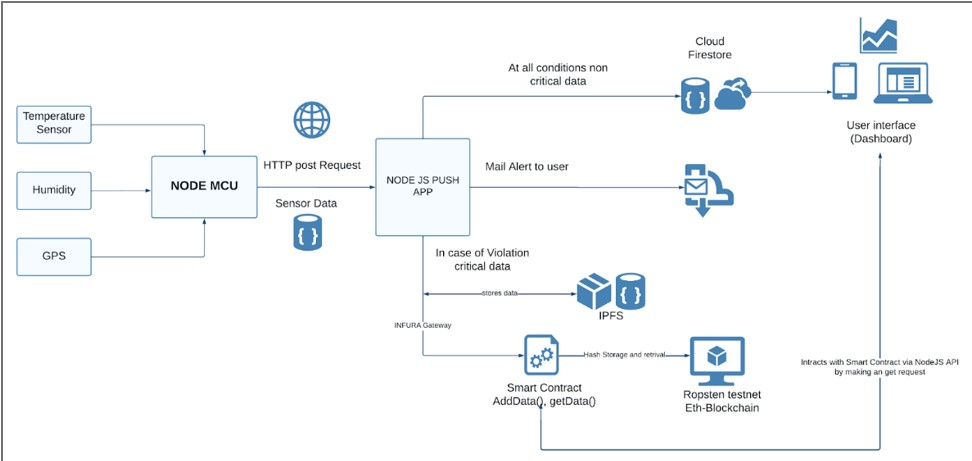 Cloud
Firestore
At all conditions non
critical data
Temperature
Sensor
User interface
(Dashboard)
HTTP post Request
NODE MCU
NODE JS PUSH
APP
Mail Alert to user
Humidity
Sensor Data
{ }
GPS
In case of Violation
critical data
stores data
{ }
IPFS
INFURA Gateway
Hash Storage and retrival
Smart Contract
AddData(), getData()
Ropsten testnet
Eth-Blockchain
Intracts with Smart Contract via NodeJS API
by making an get request
{ }